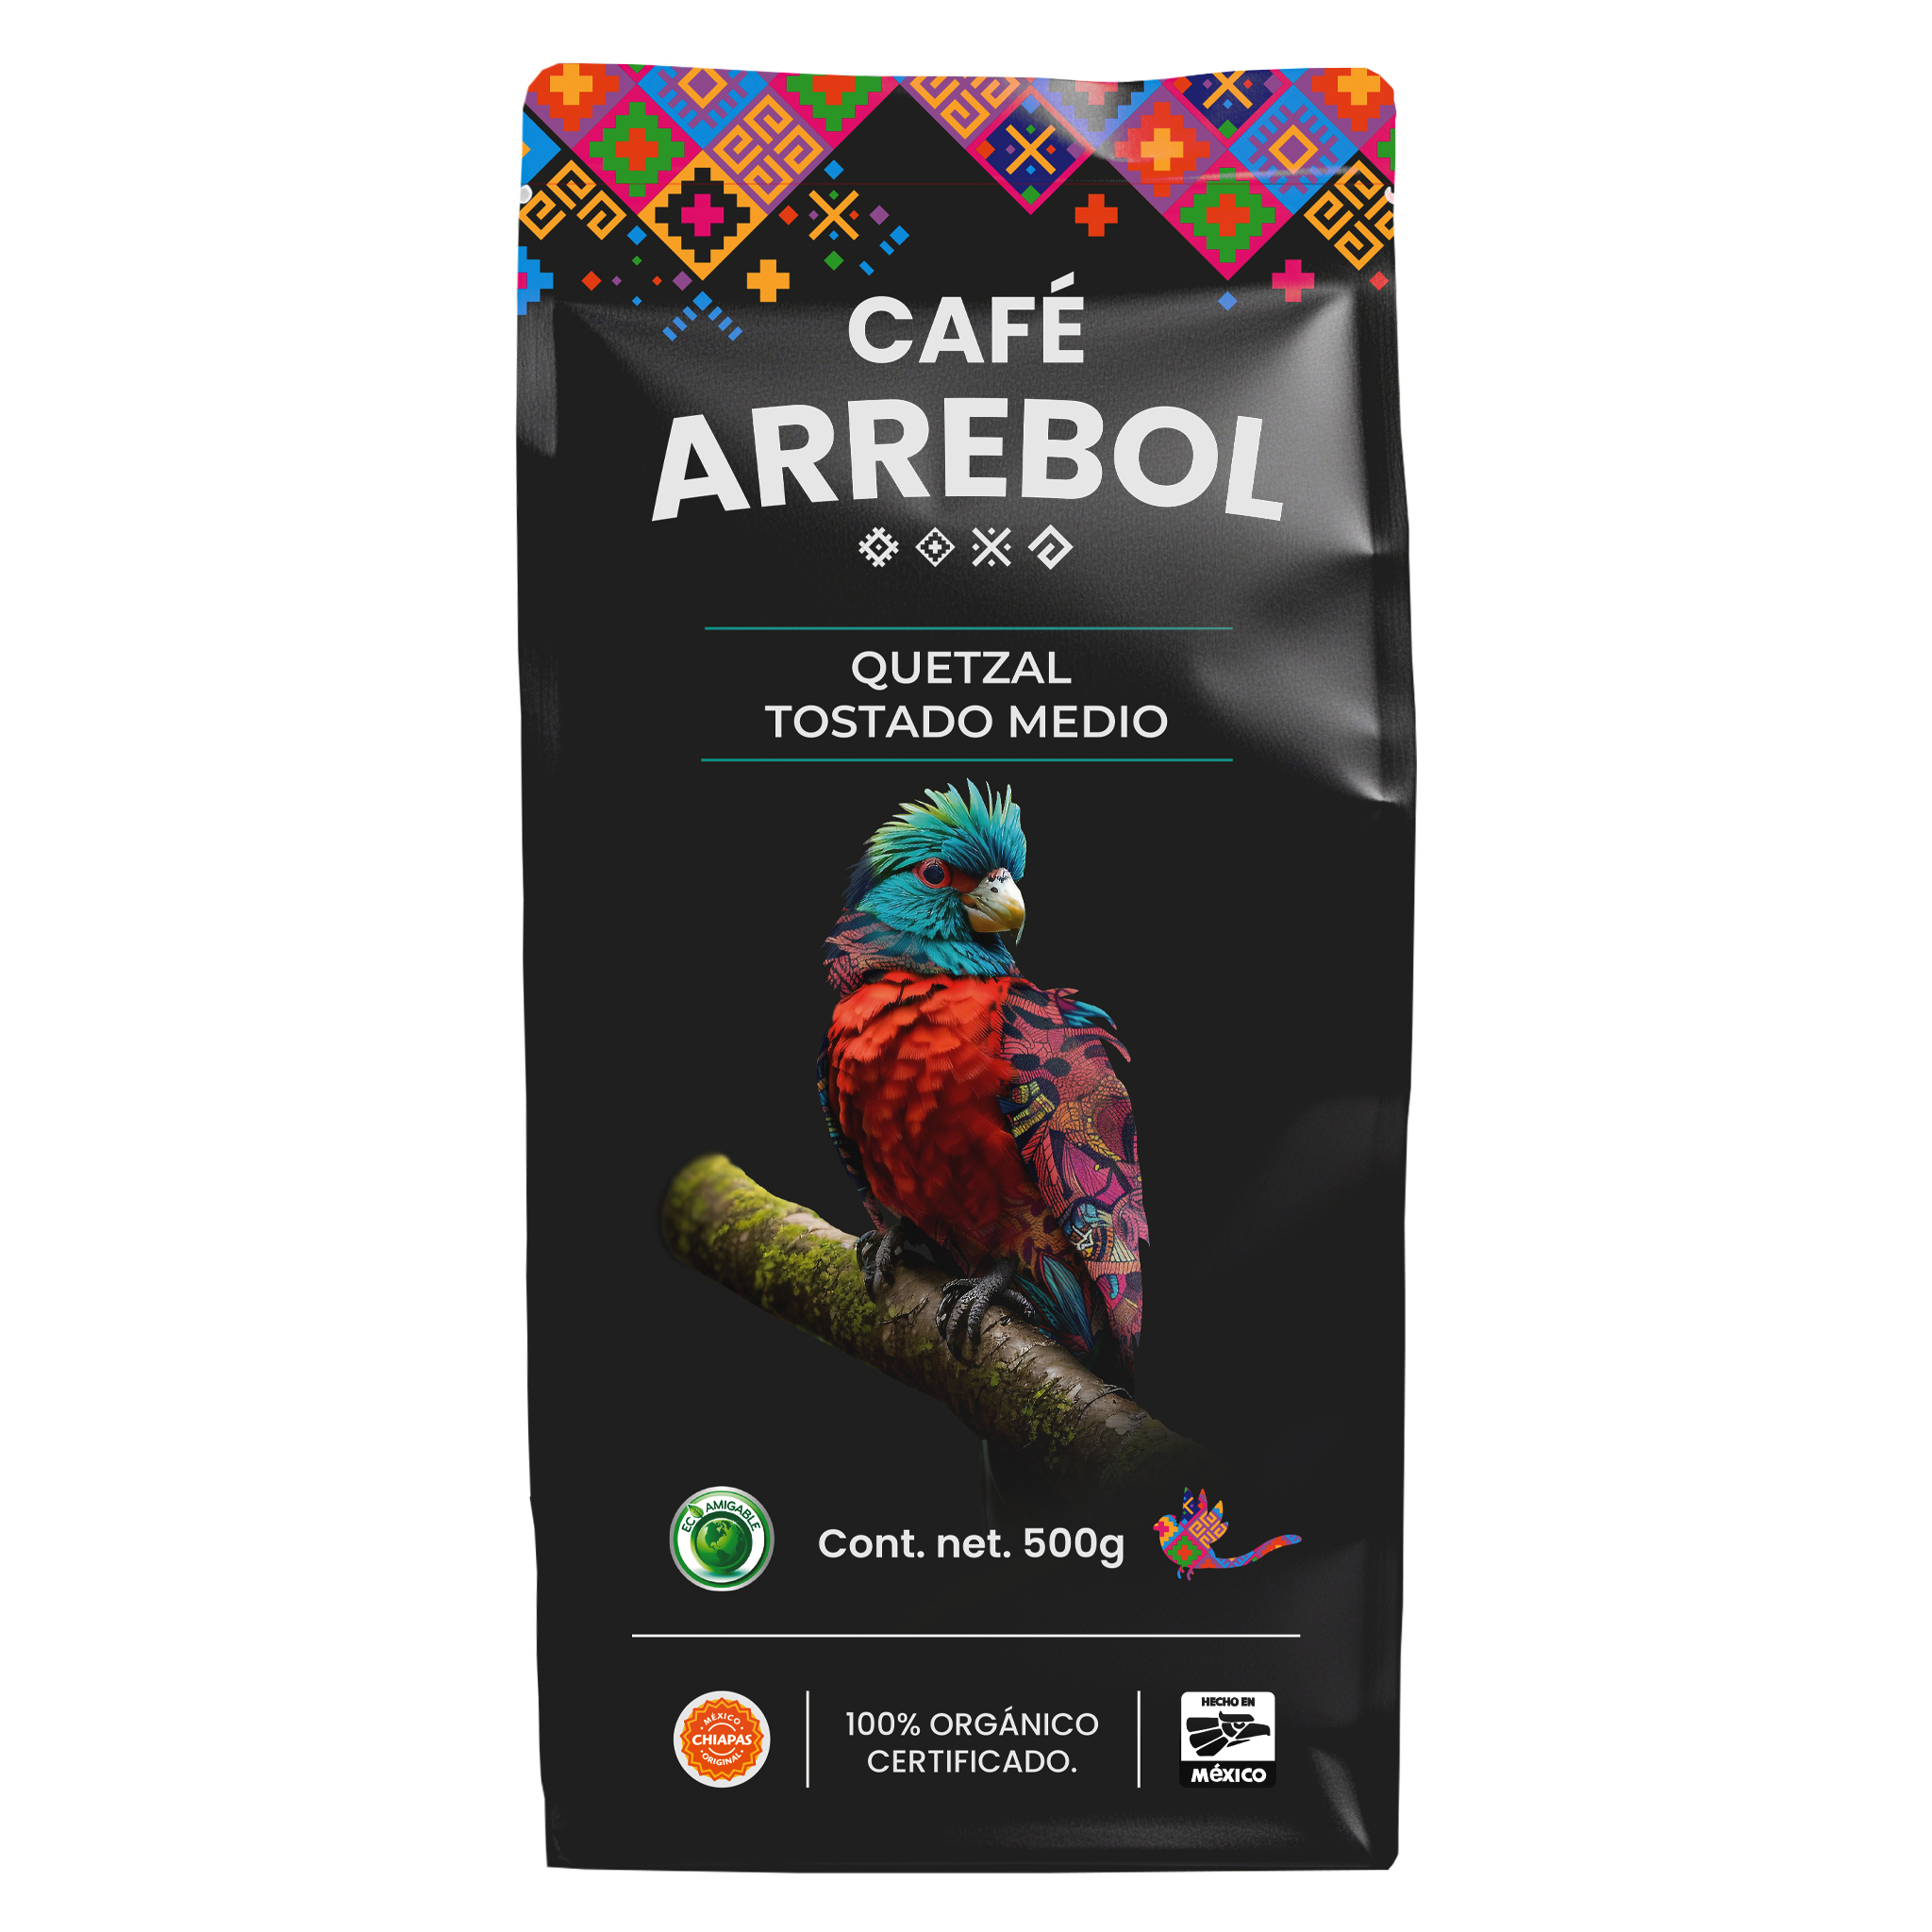 CAFÉ
ARREBOL
QUETZAL
TOSTADO MEDIO
ECO AMIGABLE
Cont. net. 500g
MÉXICO
CHIAPAS
ORIGINAL
100% ORGÁNICO
CERTIFICADO.
HECHO EN
MéXICO